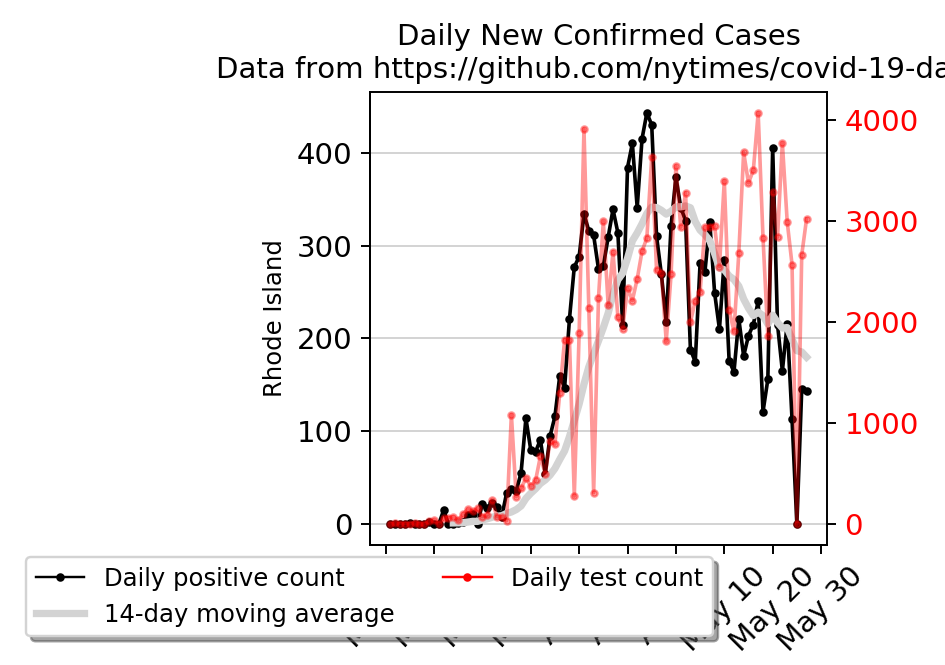 Daily New Confirmed Cases
Data from https://github.com/nytimes/covid-19-da
400
300
200
100
0
4000
3000
2000
1000
0
Rhode Island
Daily positive count
Daily test count
14-day moving average
May 10
May 20
May 30